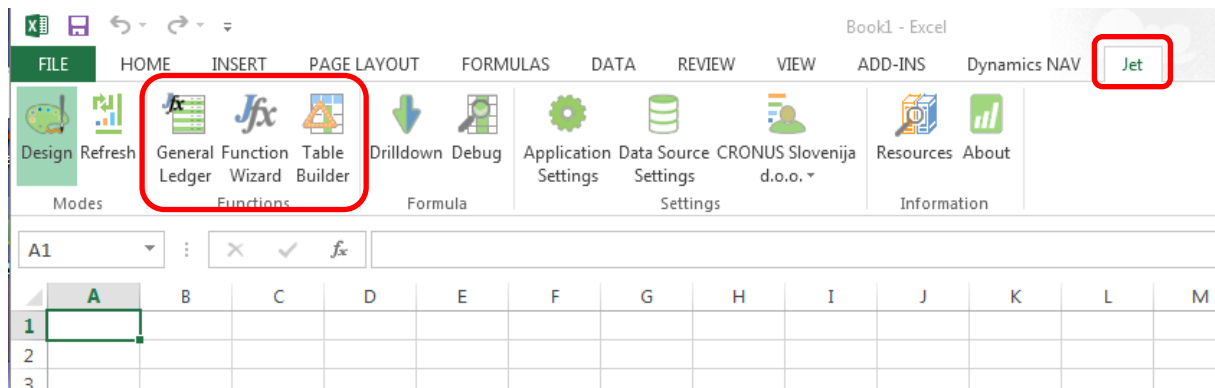 Book1 - Excel
FILE HOME INSERT PAGE LAYOUT FORMULAS DATA REVIEW VIEW ADD-INS Dynamics NAV Jet
Design Refresh General Function Table Drilldown Debug Application Data Source CRONUS Slovenija Resources About
Ledger Wizard Builder Settings Settings d.o.o.
Modes Functions Formula Settings Information
A1 fx
A B C D E F G H I J K L M
1
2
3